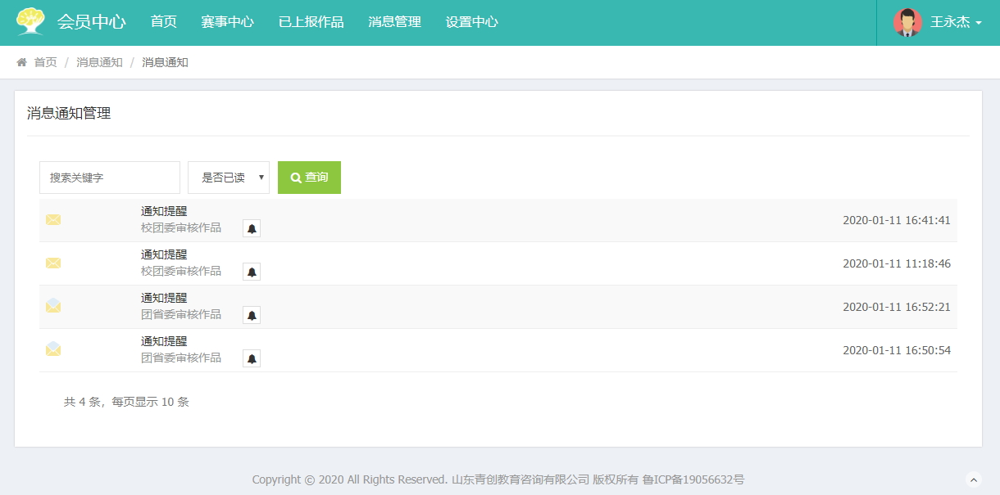 会员中心 首页 赛事中心 已上报作品 消息管理 设置中心 王永杰
首页 / 消息通知 / 消息通知
消息通知管理
搜索关键字 是否已读 查询
通知提醒
校团委审核作品
2020-01-11 16:41:41
通知提醒
校团委审核作品
2020-01-11 11:18:46
通知提醒
团省委审核作品
2020-01-11 16:52:21
通知提醒
团省委审核作品
2020-01-11 16:50:54
共 4 条，每页显示 10 条
Copyright © 2020 All Rights Reserved. 山东青创教育咨询有限公司 版权所有 鲁ICP备19056632号